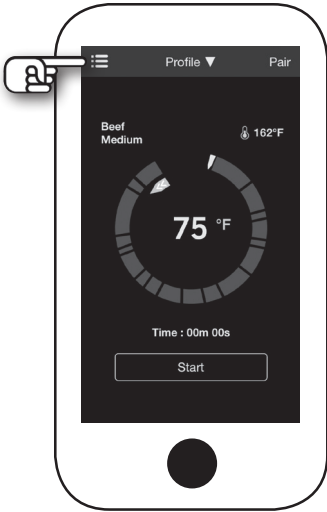 Profile ▼ Pair
Beef
Medium
162°F
75 °F
Time : 00m 00s
Start